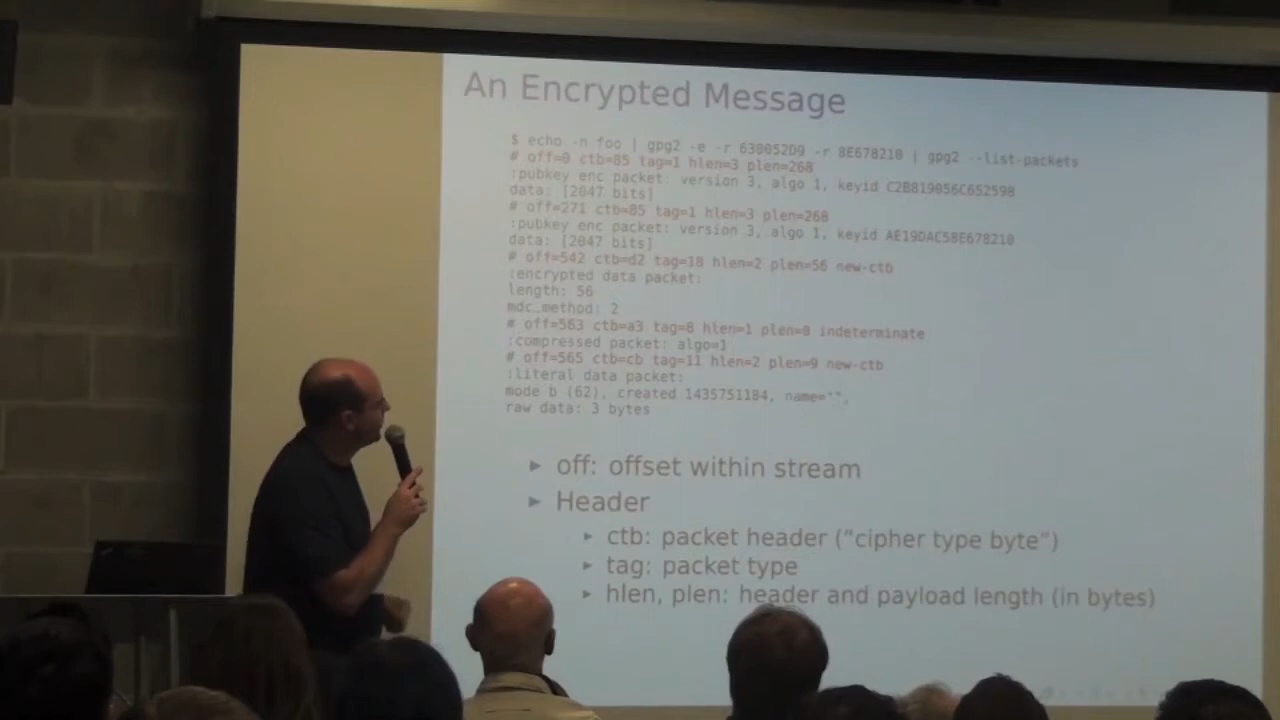 An Encrypted Message
$ echo -n foo | gpg2 -e -r 630052D9 -r 8E678210 | gpg2 --list-packets
# off=0 ctb=85 tag=1 hlen=3 plen=268
:pubkey enc packet: version 3, algo 1, keyid C2B819056C652598
data: [2047 bits]
# off=271 ctb=85 tag=1 hlen=3 plen=268
:pubkey enc packet: version 3, algo 1, keyid AE19DAC58E678210
data: [2047 bits]
# off=542 ctb=d2 tag=18 hlen=2 plen=56 new-ctb
:encrypted data packet:
length: 56
mdc_method: 2
# off=563 ctb=a3 tag=8 hlen=1 plen=0 indeterminate
:compressed packet: algo=1
# off=565 ctb=cb tag=11 hlen=2 plen=9 new-ctb
:literal data packet:
mode b (62), created 1435751184, name="",
raw data: 3 bytes
▸ off: offset within stream
▸ Header
▸ ctb: packet header (“cipher type byte”)
▸ tag: packet type
▸ hlen, plen: header and payload length (in bytes)